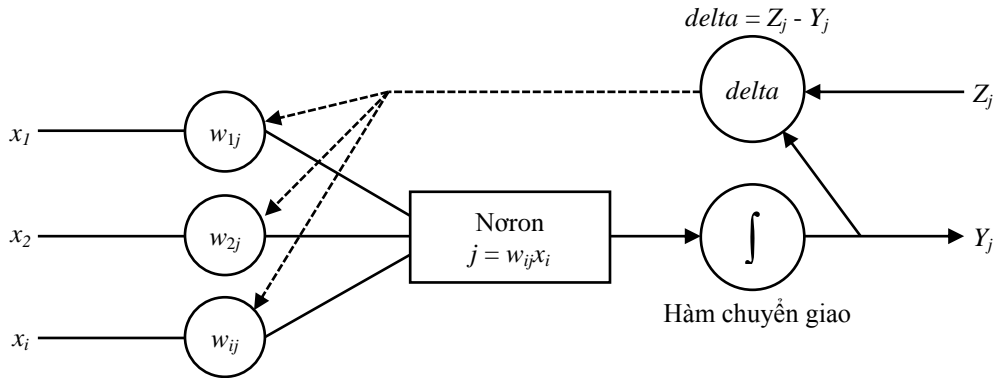 delta = Zj - Yj
delta
Zj
x1
w1j
x2
w2j
Nơron
j = wijxi
∫
Yj
Hàm chuyển giao
xi
wij